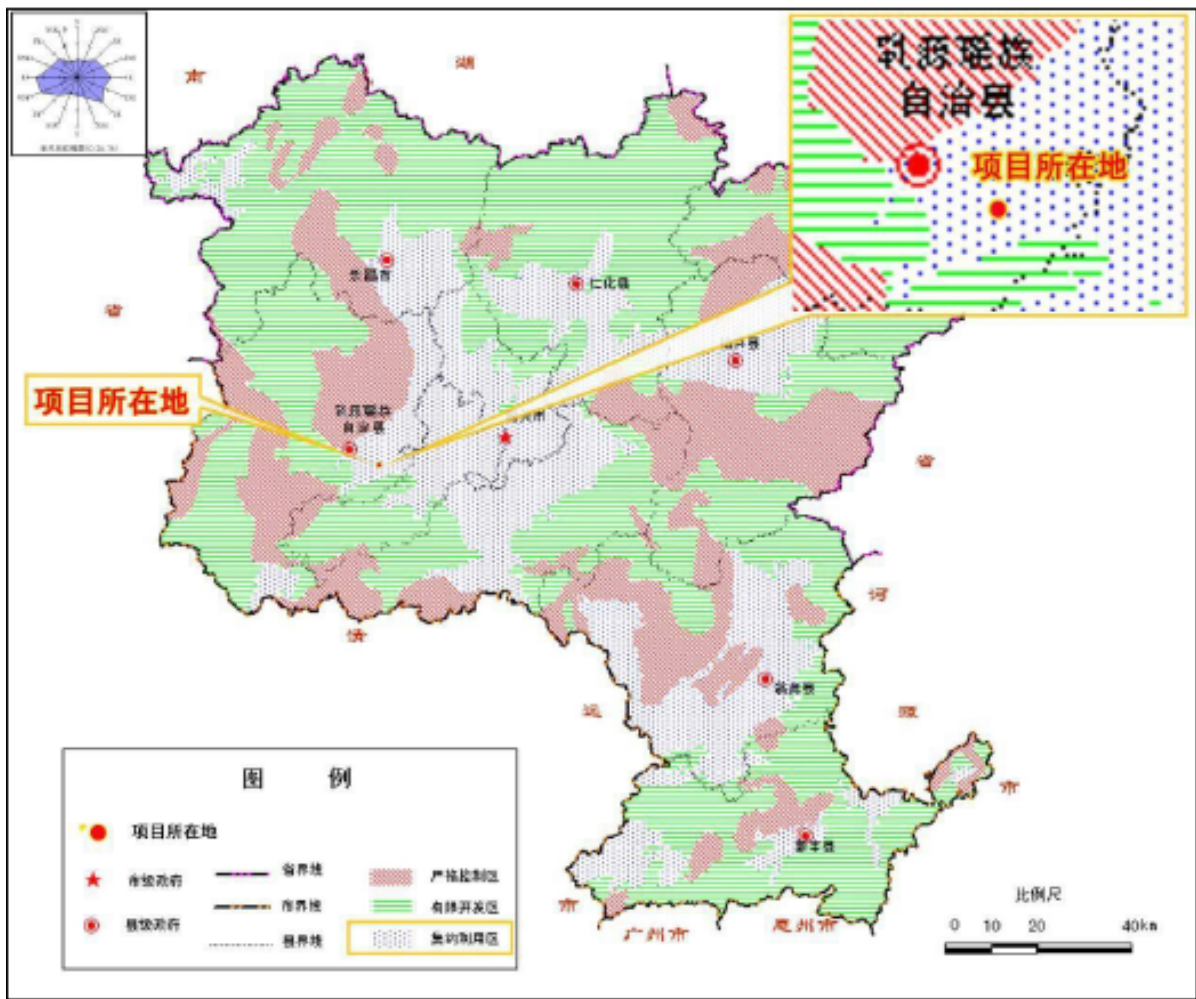 南
湖
乳源瑶族
自治县
项目所在地
省
乐昌市
仁化县
项目所在地
乳源瑶族
自治县
省
河
清
远
源
翁源县
市
新丰县
市
广州市
惠州市
图 例
项目所在地
市级政府
县级政府
省界线
市界线
县界线
严格控制区
有限开发区
集约利用区
比例尺
0 10 20 40km